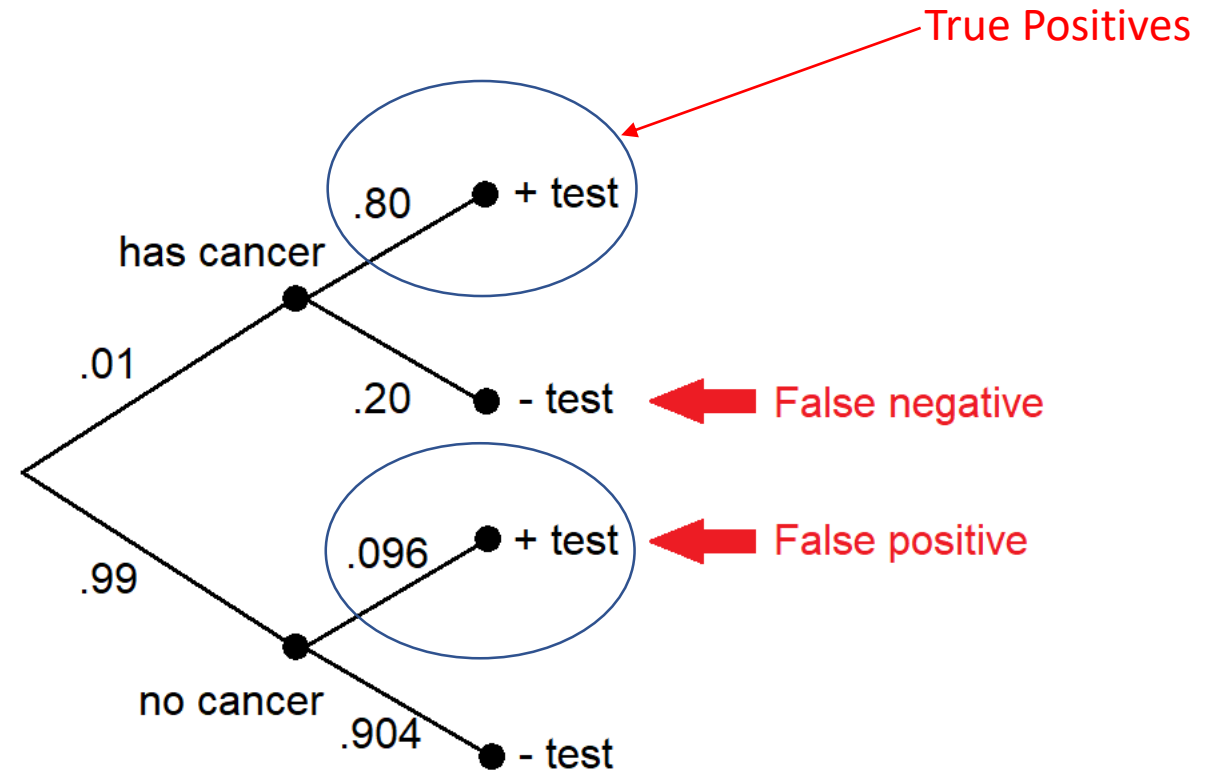 True Positives
.80
+ test
has cancer
.01
.20
- test
False negative
.096
+ test
False positive
.99
no cancer
.904
- test